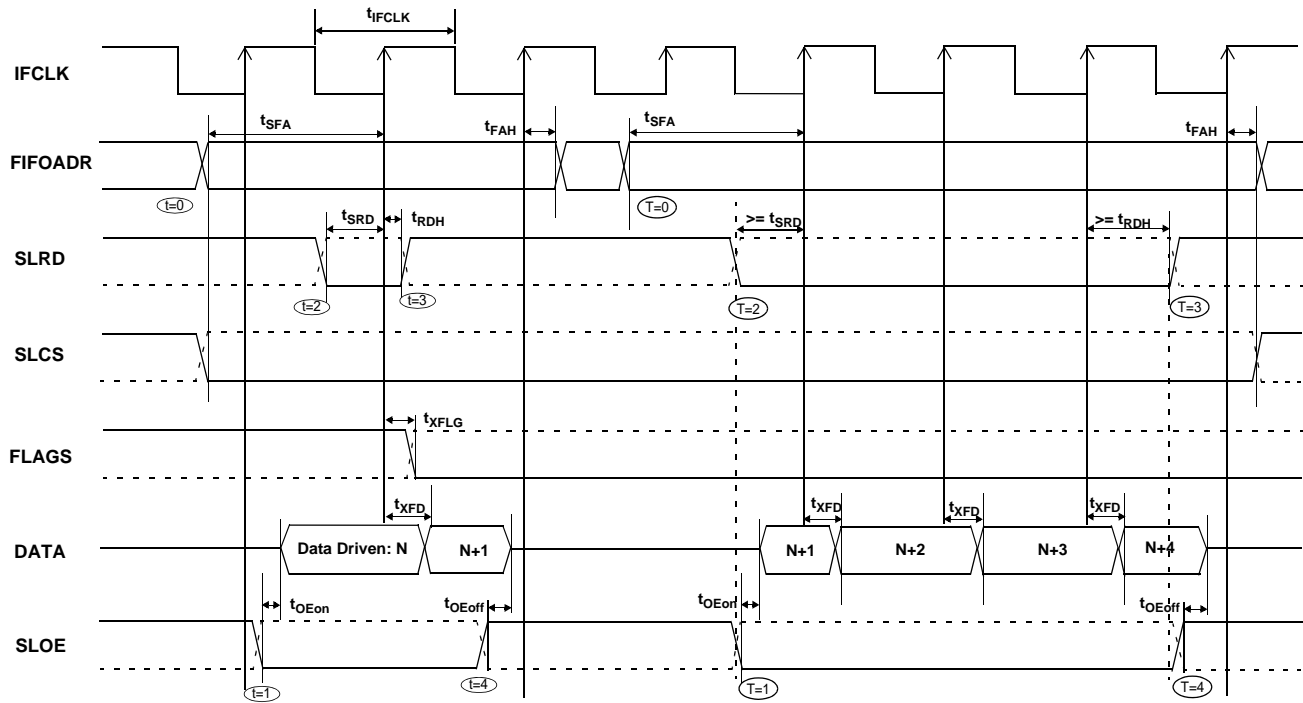 tIFCLK
IFCLK
tSFA
tFAH
tSFA
tFAH
FIFOADR
t=0
T=0
tSRD
tRDH
>= tSRD
>= tRDH
SLRD
t=2
t=3
T=2
T=3
SLCS
tXFLG
FLAGS
tXFD
tXFD
tXFD
tXFD
DATA
Data Driven: N
N+1
N+1
N+2
N+3
N+4
tOEon
tOEoff
tOEon
tOEoff
SLOE
t=1
t=4
T=1
T=4